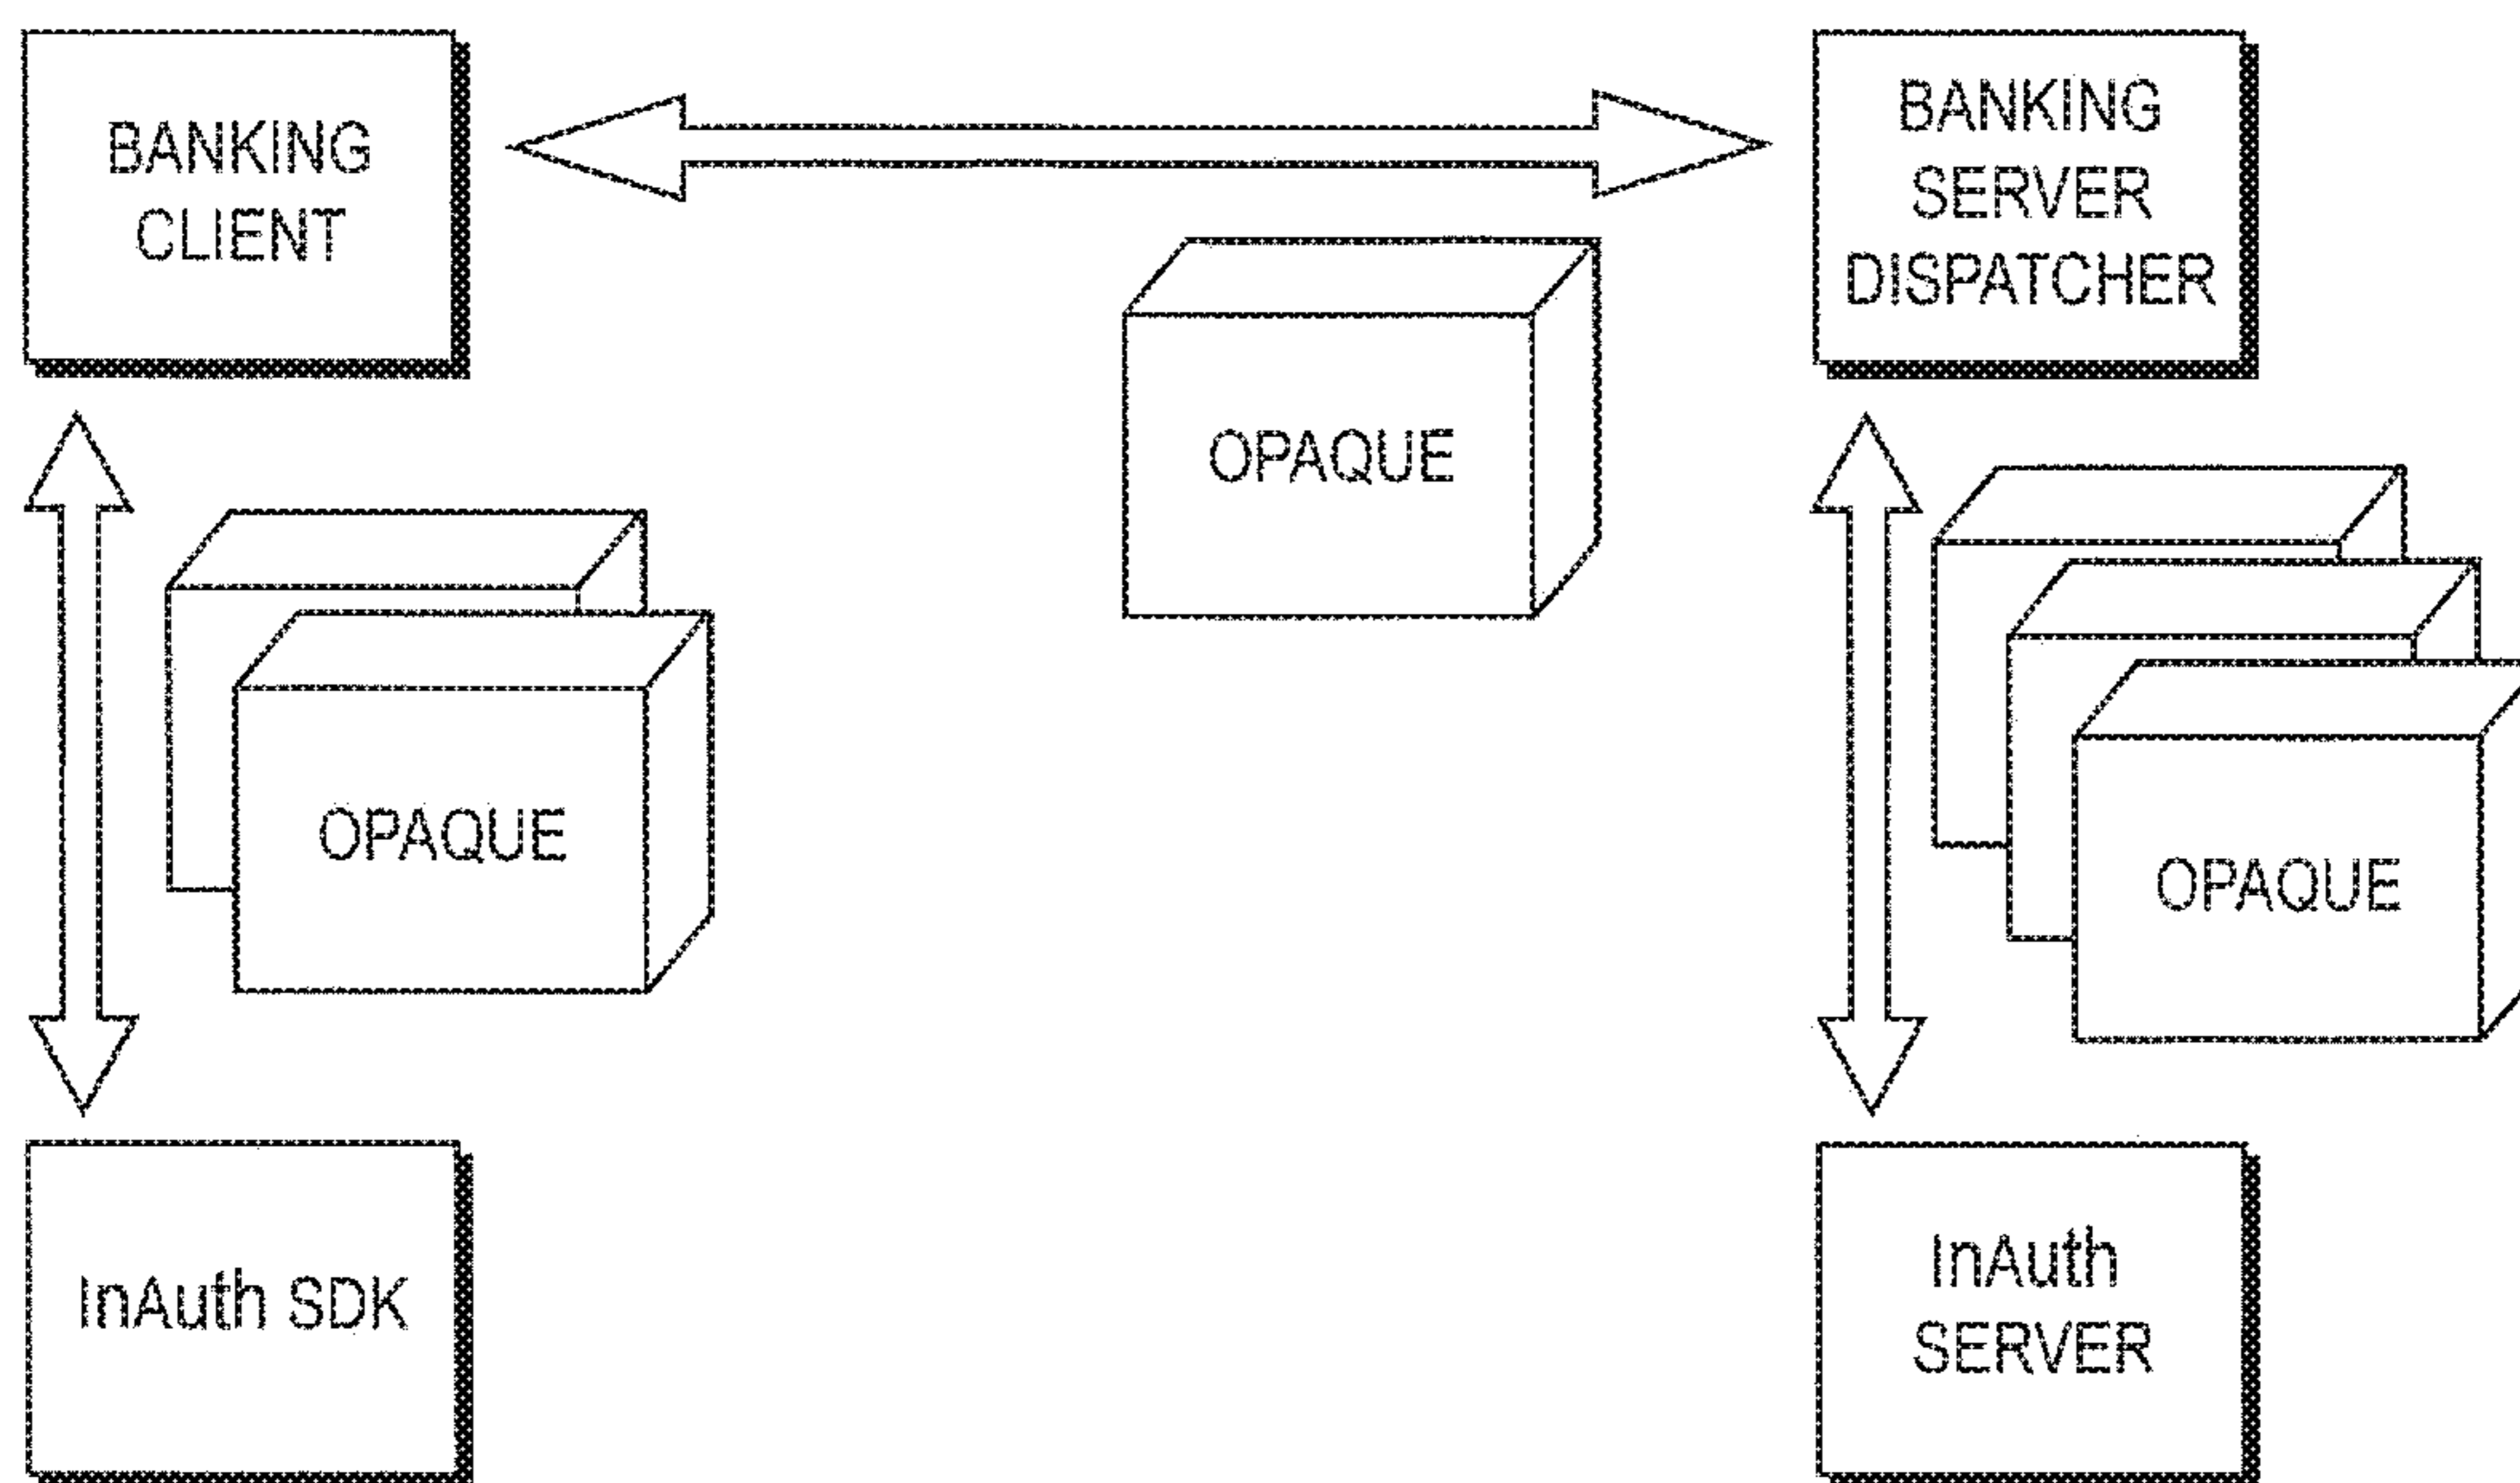 BANKING
CLIENT
BANKING
SERVER
DISPATCHER
OPAQUE
OPAQUE
OPAQUE
InAuth SDK
InAuth
SERVER